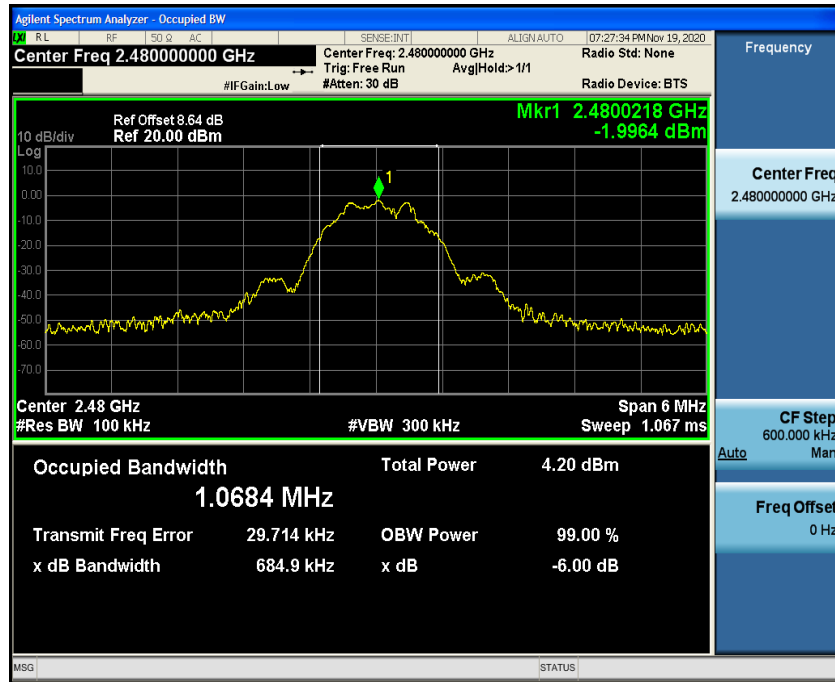 Agilent Spectrum Analyzer - Occupied BW
LXI RL RF 50 Ω AC SENSE:INT ALIGN AUTO 07:27:34 PM Nov 19, 2020
Center Freq 2.480000000 GHz
Center Freq: 2.480000000 GHz
Radio Std: None
Trig: Free Run Avg|Hold:>1/1
#IFGain:Low #Atten: 30 dB Radio Device: BTS
Mkr1 2.4800218 GHz
-1.9964 dBm
Ref Offset 8.64 dB
10 dB/div Ref 20.00 dBm
Log
10.0
0.00
-10.0
-20.0
-30.0
-40.0
-50.0
-60.0
-70.0
1
Center 2.48 GHz Span 6 MHz
#Res BW 100 kHz #VBW 300 kHz Sweep 1.067 ms
Occupied Bandwidth Total Power 4.20 dBm
1.0684 MHz
Transmit Freq Error 29.714 kHz OBW Power 99.00 %
x dB Bandwidth 684.9 kHz x dB -6.00 dB
Frequency
Center Freq
2.480000000 GHz
CF Step
600.000 kHz
Auto Man
Freq Offset
0 Hz
MSG STATUS